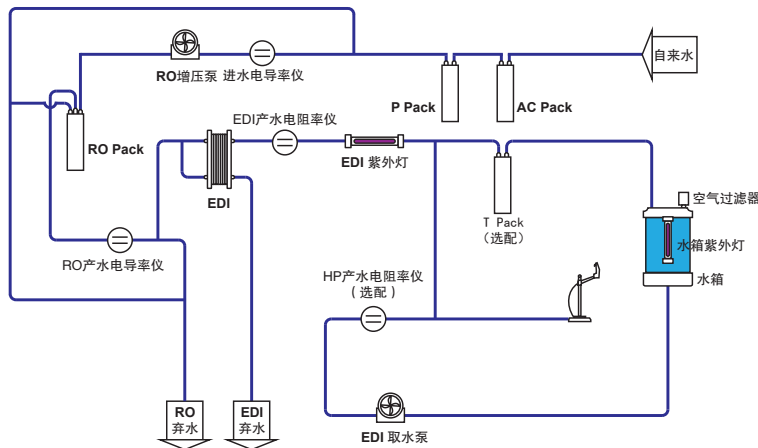 RO增压泵
进水电导率仪
自来水
P Pack
AC Pack
RO Pack
EDI产水电阻率仪
EDI 紫外灯
EDI
T Pack
（选配）
空气过滤器
水箱紫外灯
水箱
RO产水电导率仪
HP产水电阻率仪
（选配）
RO
弃水
EDI
弃水
EDI 取水泵